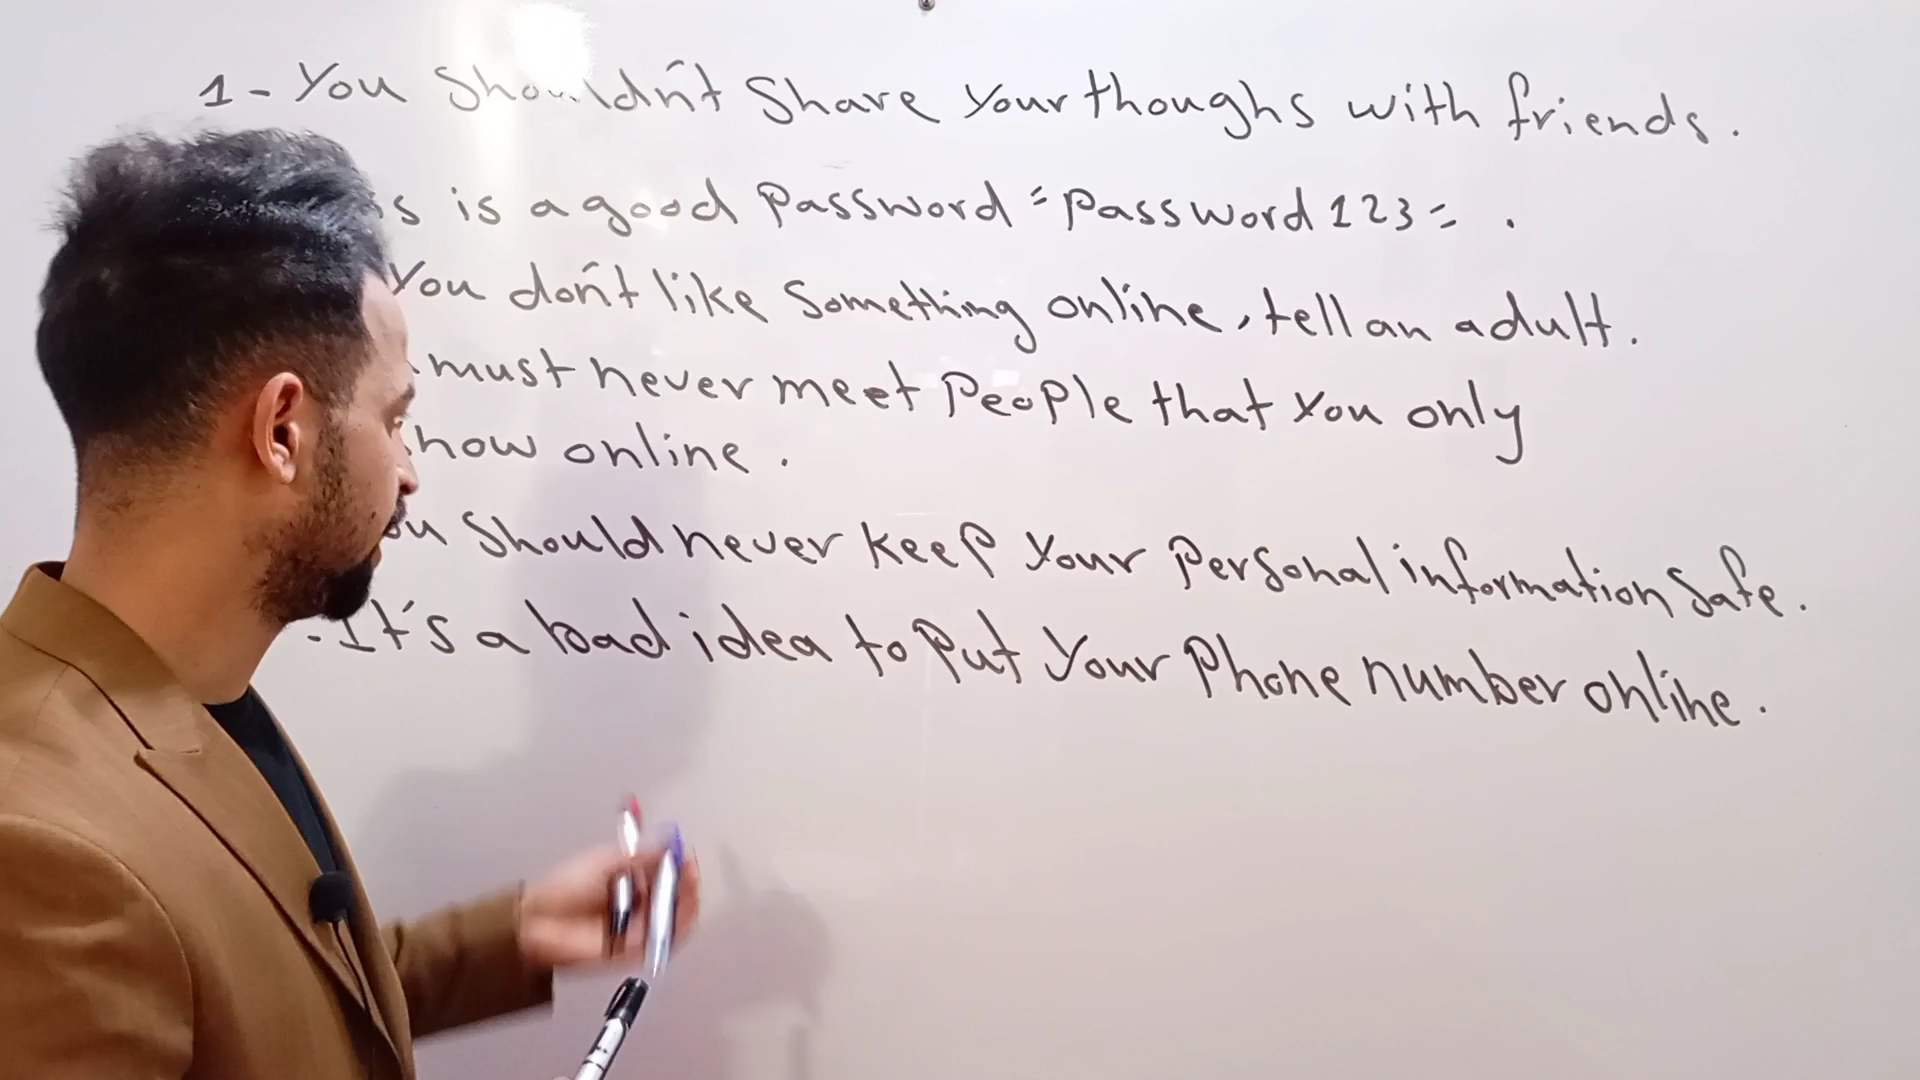 1- You Shouldn't Share Your thoughs with friends.
s is a good Password "Password 123" .
You don't like Something online, tell an adult.
must never meet People that You only
know online.
Should never keep Your Personal information Safe.
- It's a bad idea to Put Your Phone number online.